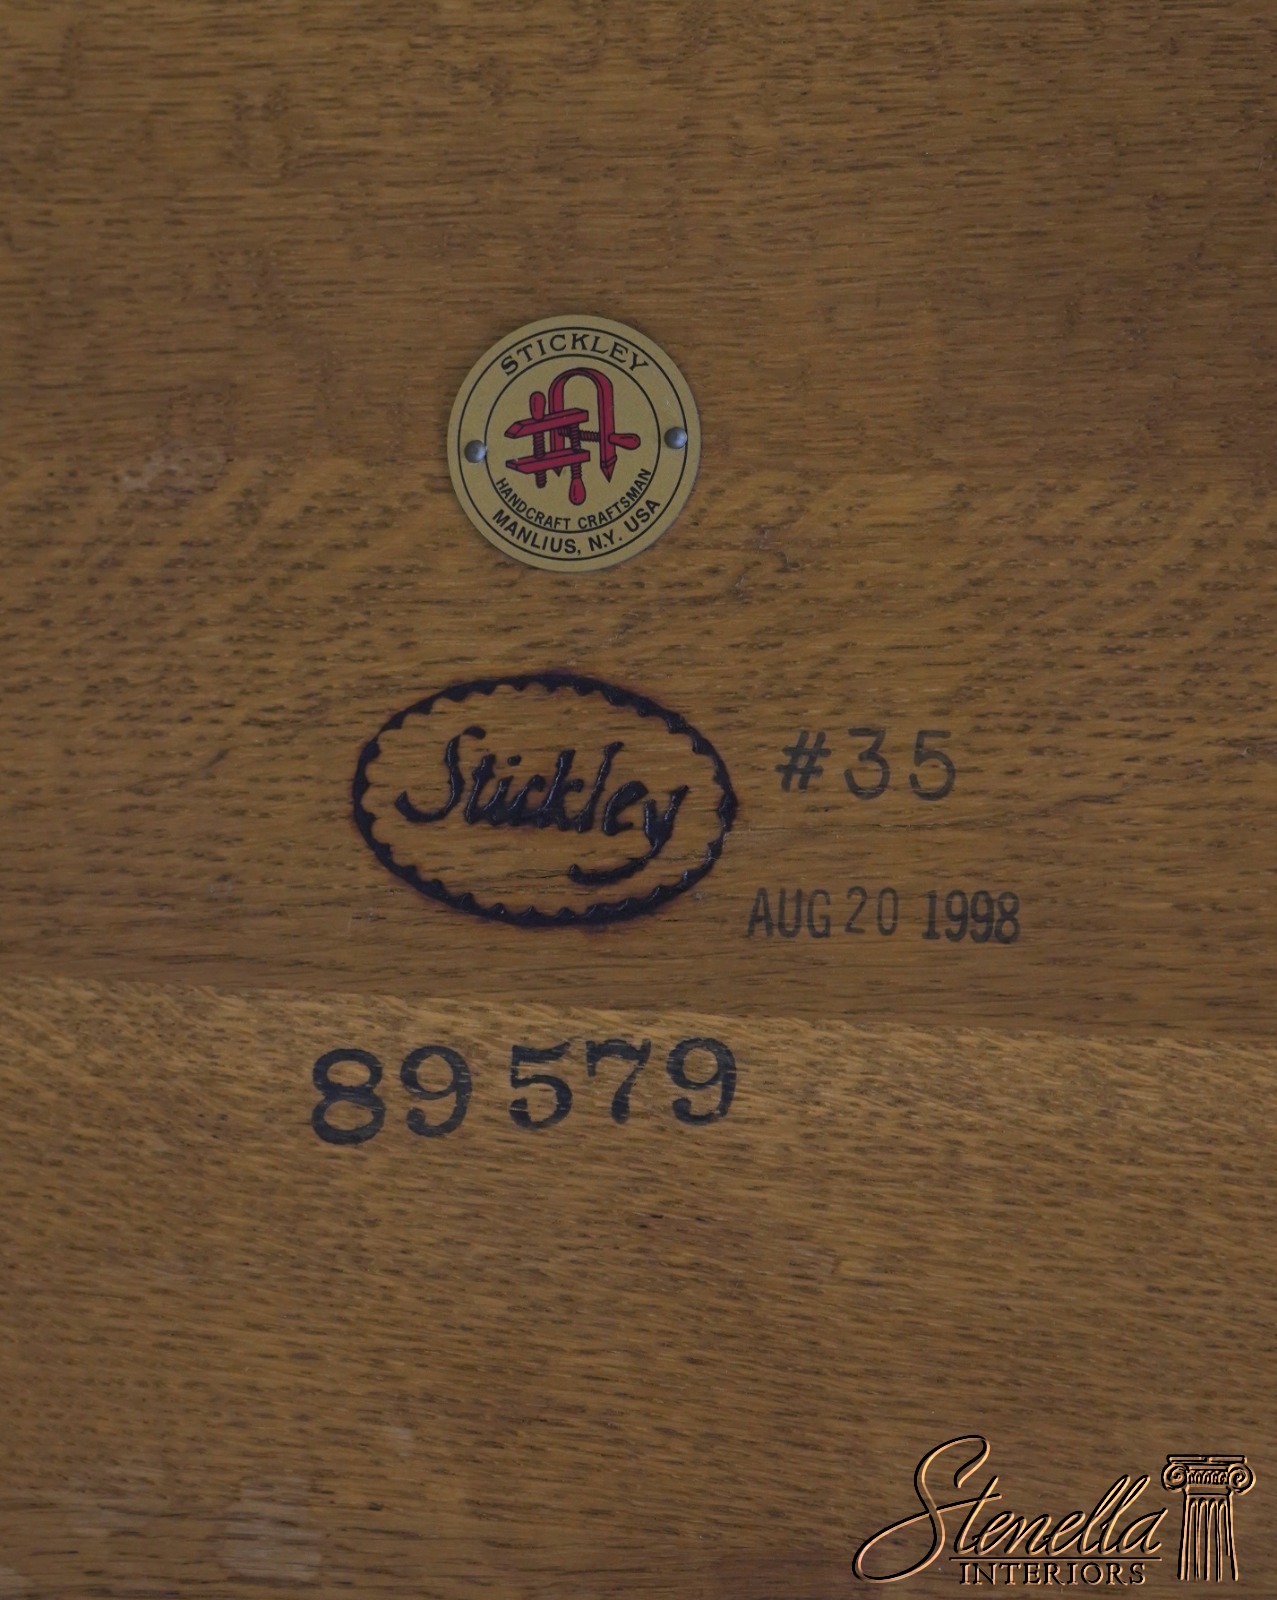 STICKLEY
HANDCRAFT CRAFTSMAN
MANLIUS, N.Y. USA
Stickley
#35
AUG 20 1998
89579
Stenella
INTERIORS